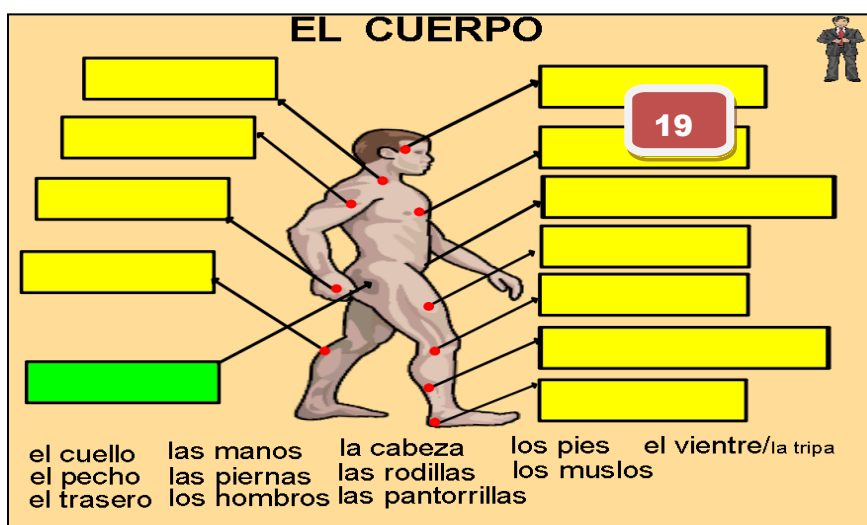 EL CUERPO
19
el cuello las manos la cabeza los pies el vientre/la tripa
el pecho las piernas las rodillas los muslos
el trasero los hombros las pantorrillas